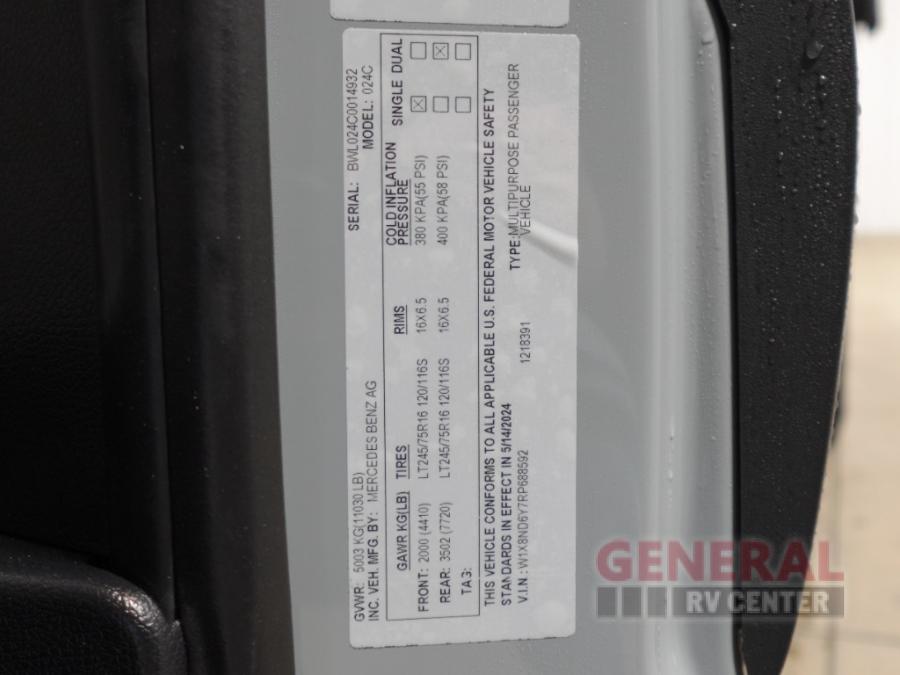 GVWR: 5003 KG(11030 LB) SERIAL: BWL024C0014932
INC. VEH. MFG. BY: MERCEDES BENZ AG MODEL: 024C
GAWR KG(LB) TIRES RIMS COLD INFLATION PRESSURE SINGLE DUAL
FRONT: 2000 (4410) LT245/75R16 120/116S 16X6.5 380 KPA(55 PSI) ☒ ☐
REAR: 3502 (7720) LT245/75R16 120/116S 16X6.5 400 KPA(58 PSI) ☐ ☒
TAG: ☐ ☐
THIS VEHICLE CONFORMS TO ALL APPLICABLE U.S. FEDERAL MOTOR VEHICLE SAFETY
STANDARDS IN EFFECT IN 5/14/2024 TYPE:MULTIPURPOSE PASSENGER
V.I.N: W1X8ND6Y7RP688592 1218391 VEHICLE
GENERAL
RV CENTER